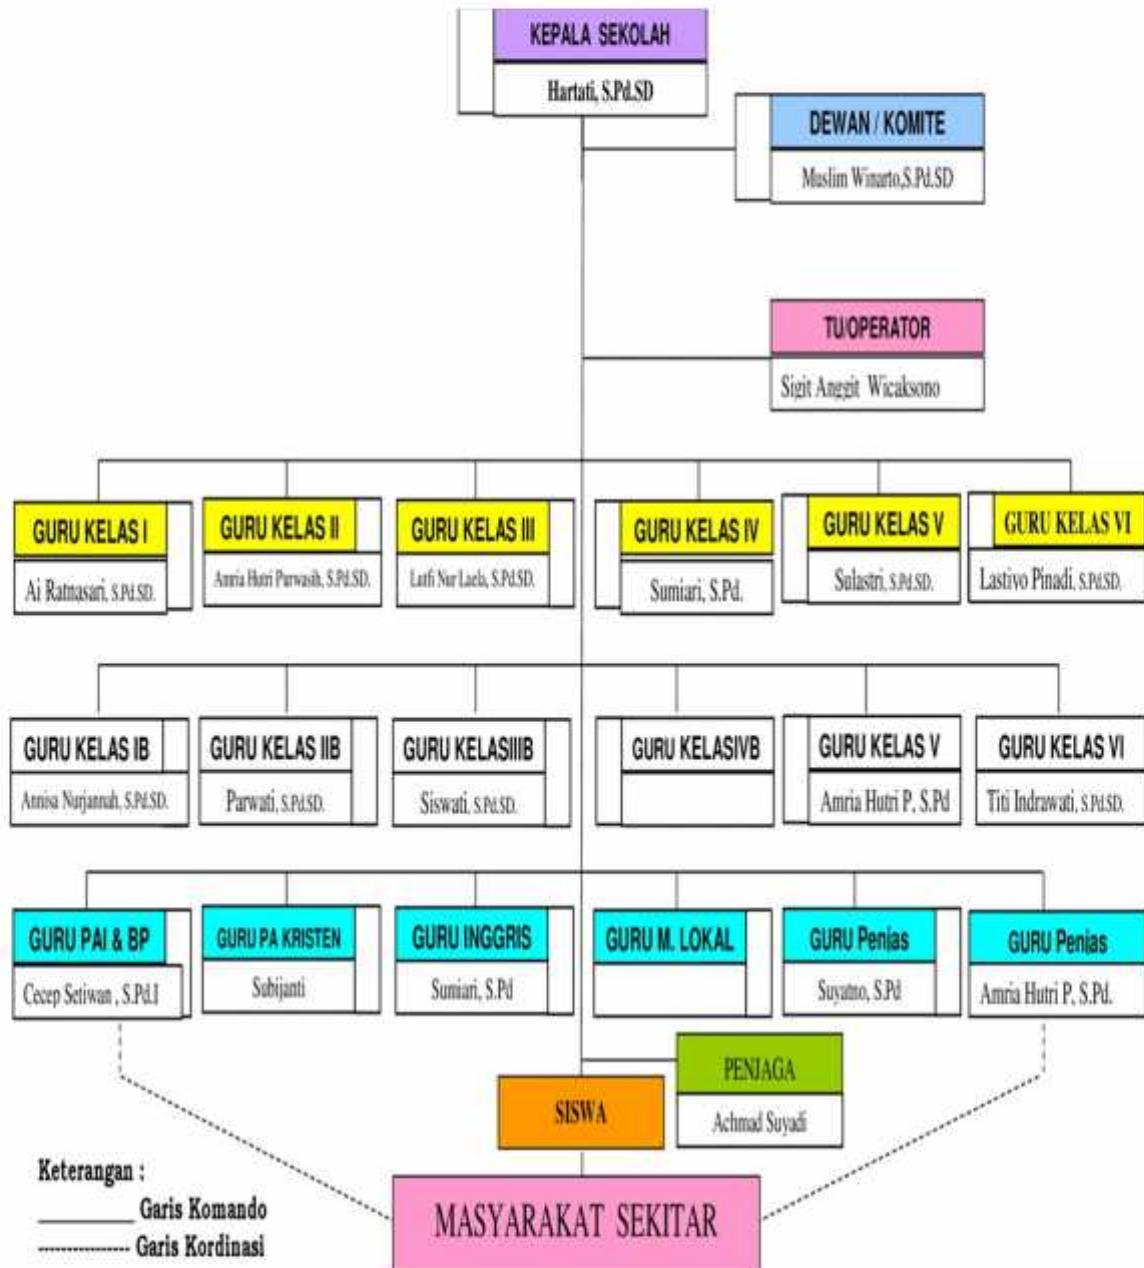 KEPALA SEKOLAH
Hartati, S.Pd.SD
DEWAN / KOMITE
Muslim Winarto,S.Pd.SD
TU/OPERATOR
Sigit Anggit Wicaksono
GURU KELAS I
Ai Ratnasari, S.Pd.SD.
GURU KELAS II
Amria Hutri Purwasih, S.Pd.SD.
GURU KELAS III
Lutfi Nur Laela, S.Pd.SD.
GURU KELAS IV
Sumiari, S.Pd.
GURU KELAS V
Sulastri, S.Pd.SD.
GURU KELAS VI
Lastiyo Pinadi, S.Pd.SD.
GURU KELAS IB
Annisa Nurjannah, S.Pd.SD.
GURU KELAS IIB
Parwati, S.Pd.SD.
GURU KELASIIIB
Siswati, S.Pd.SD.
GURU KELASIVB
GURU KELAS V
Amria Hutri P, S.Pd
GURU KELAS VI
Titi Indrawati, S.Pd.SD.
GURU PAI & BP
Cecep Setiwan , S.Pd.I
GURU PA KRISTEN
Subijanti
GURU INGGRIS
Sumiari, S.Pd
GURU M. LOKAL
GURU Penjas
Suyatno, S.Pd
GURU Penjas
Amria Hutri P, S.Pd.
PENJAGA
Achmad Suyadi
SISWA
MASYARAKAT SEKITAR
Keterangan :
Garis Komando
Garis Kordinasi